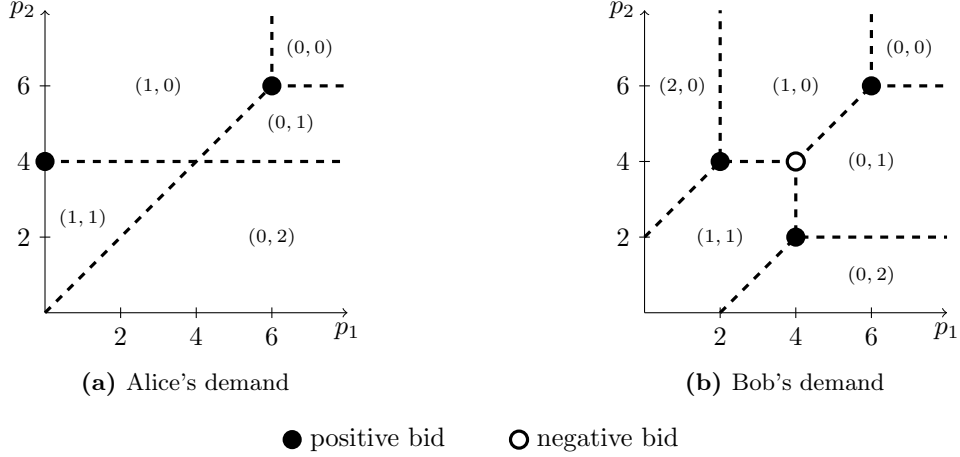 p₂
(0, 0)
6
(1, 0)
(0, 1)
4
(1, 1)
(0, 2)
2
2 4 6 p₁
(a) Alice's demand
p₂
(0, 0)
6
(2, 0) (1, 0)
4
(0, 1)
2
(1, 1)
(0, 2)
2 4 6 p₁
(b) Bob's demand
positive bid negative bid